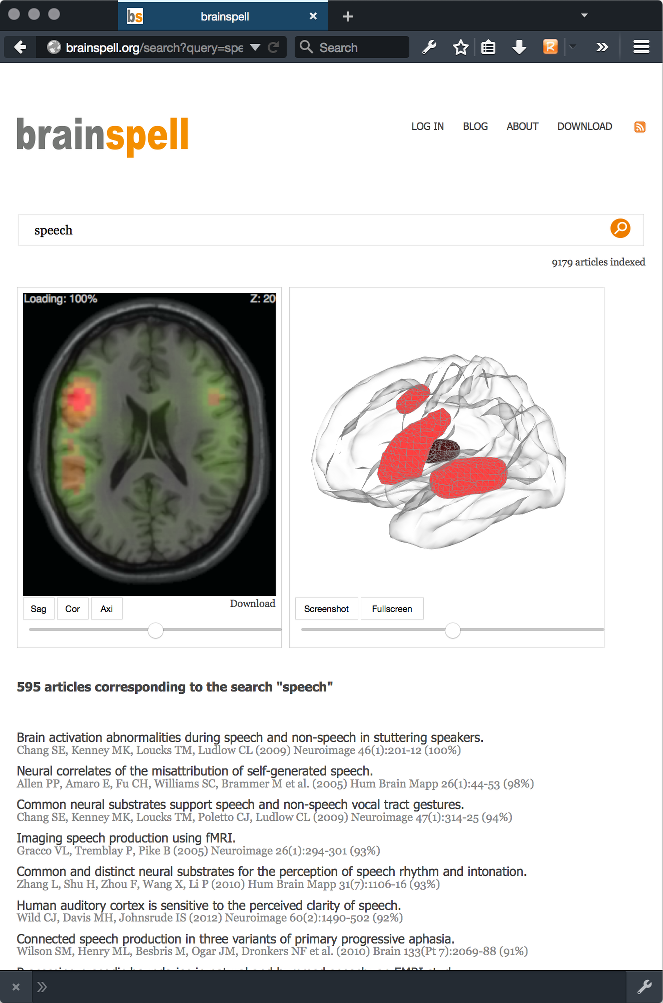 bs brainspell
brainspell.org/search?query=spe
Search
brainspell
LOG IN BLOG ABOUT DOWNLOAD
speech
9179 articles indexed
Loading: 100% Z: 20
Sag Cor Axi Download
Screenshot Fullscreen
595 articles corresponding to the search "speech"
Brain activation abnormalities during speech and non-speech in stuttering speakers.
Chang SE, Kenney MK, Loucks TM, Ludlow CL (2009) Neuroimage 46(1):201-12 (100%)
Neural correlates of the misattribution of self-generated speech.
Allen PP, Amaro E, Fu CH, Williams SC, Brammer M et al. (2005) Hum Brain Mapp 26(1):44-53 (98%)
Common neural substrates support speech and non-speech vocal tract gestures.
Chang SE, Kenney MK, Loucks TM, Poletto CJ, Ludlow CL (2009) Neuroimage 47(1):314-25 (94%)
Imaging speech production using fMRI.
Gracco VL, Tremblay P, Pike B (2005) Neuroimage 26(1):294-301 (93%)
Common and distinct neural substrates for the perception of speech rhythm and intonation.
Zhang L, Shu H, Zhou F, Wang X, Li P (2010) Hum Brain Mapp 31(7):1106-16 (93%)
Human auditory cortex is sensitive to the perceived clarity of speech.
Wild CJ, Davis MH, Johnsrude IS (2012) Neuroimage 60(2):1490-502 (92%)
Connected speech production in three variants of primary progressive aphasia.
Wilson SM, Henry ML, Besbris M, Ogar JM, Dronkers NF et al. (2010) Brain 133(Pt 7):2069-88 (91%)